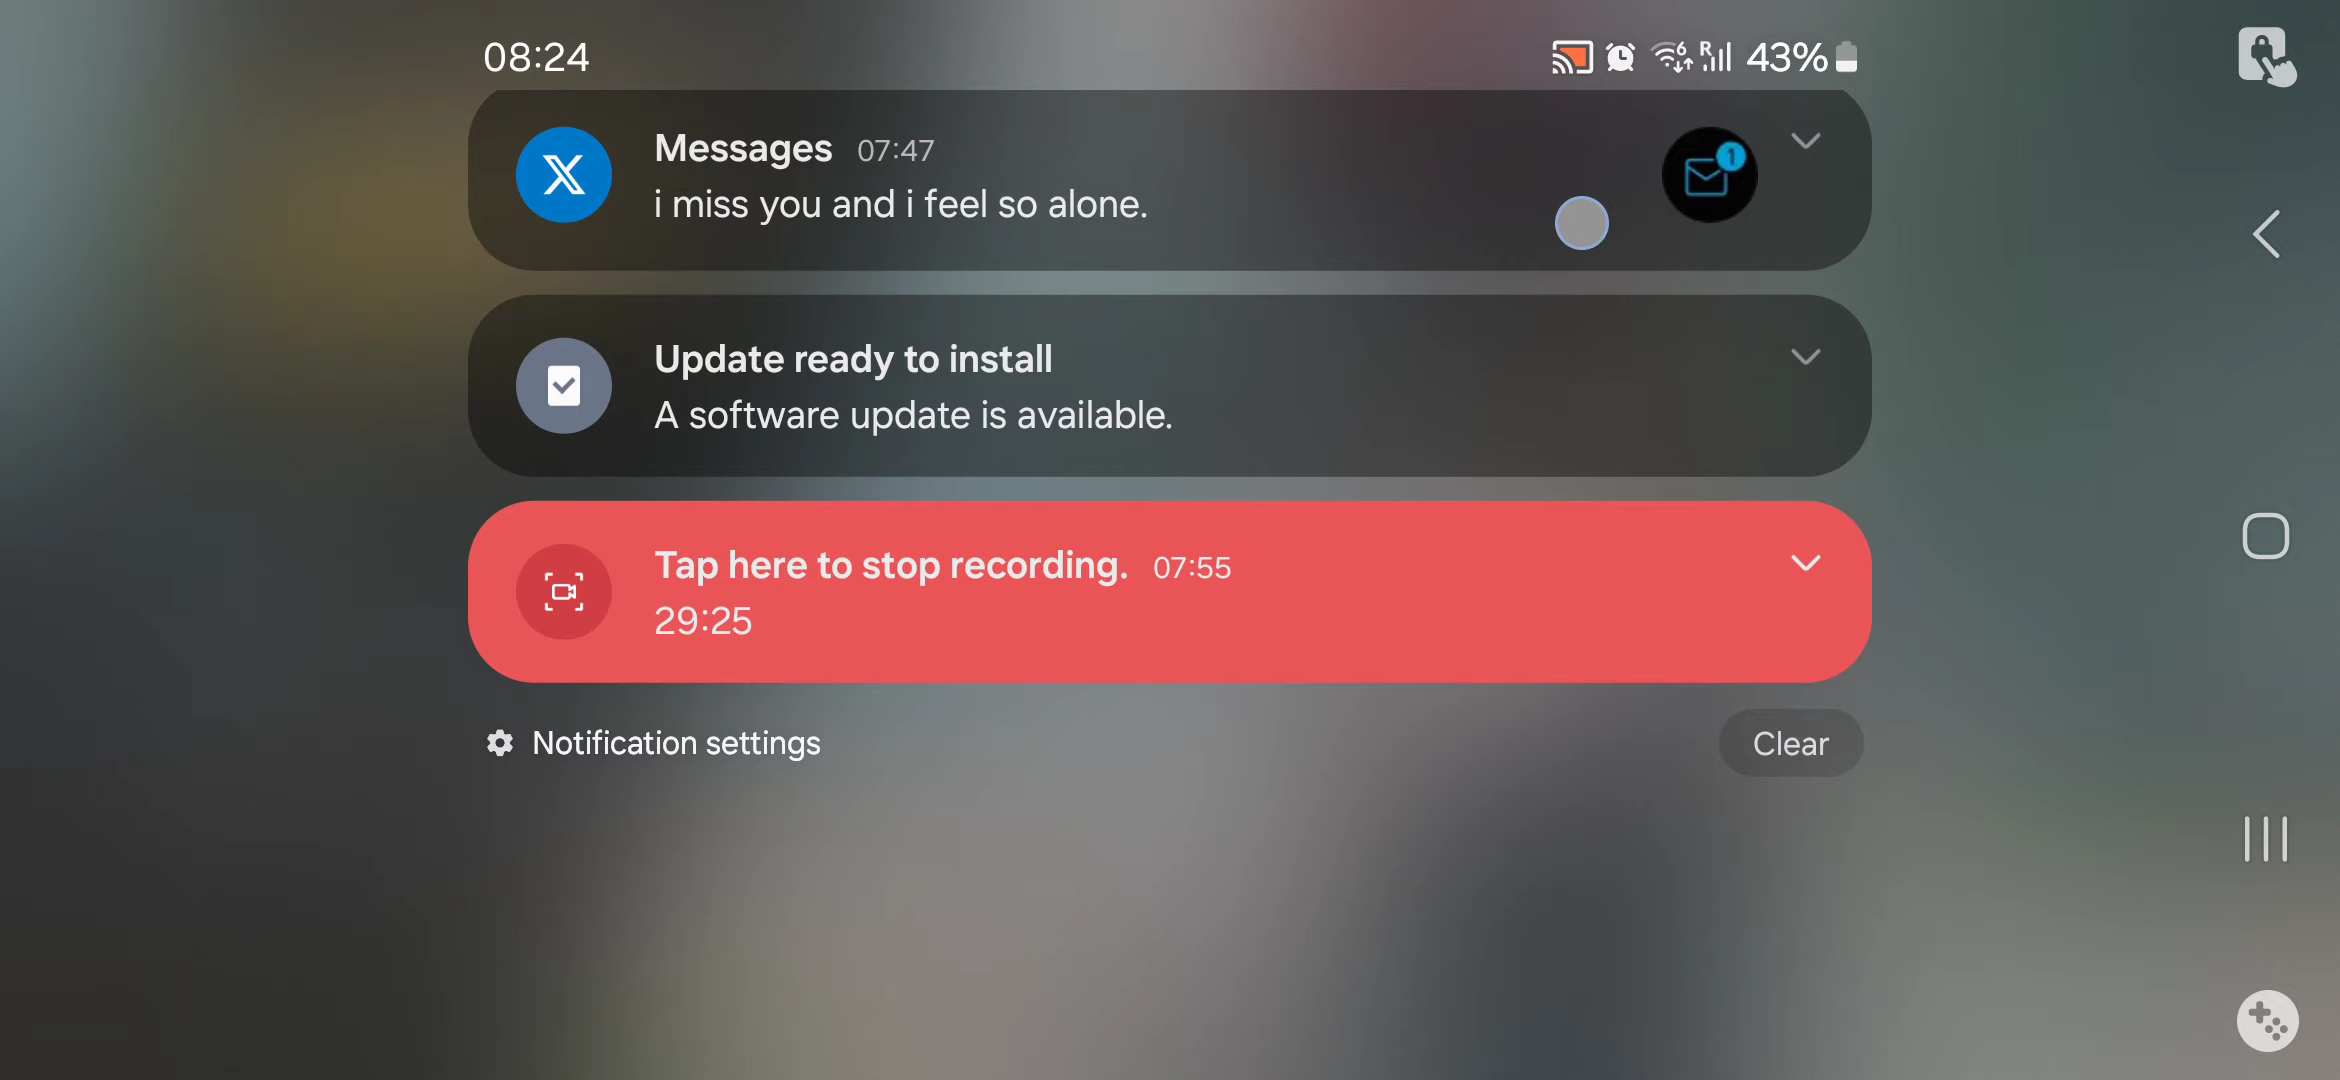 08:24
6 R 43%
Messages 07:47
1
i miss you and i feel so alone.
Update ready to install
A software update is available.
Tap here to stop recording. 07:55
29:25
Notification settings
Clear